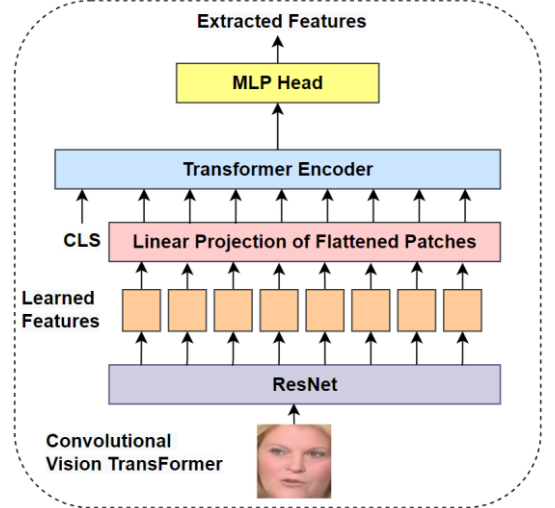 Extracted Features
MLP Head
Transformer Encoder
CLS
Linear Projection of Flattened Patches
Learned
Features
ResNet
Convolutional
Vision TransFormer